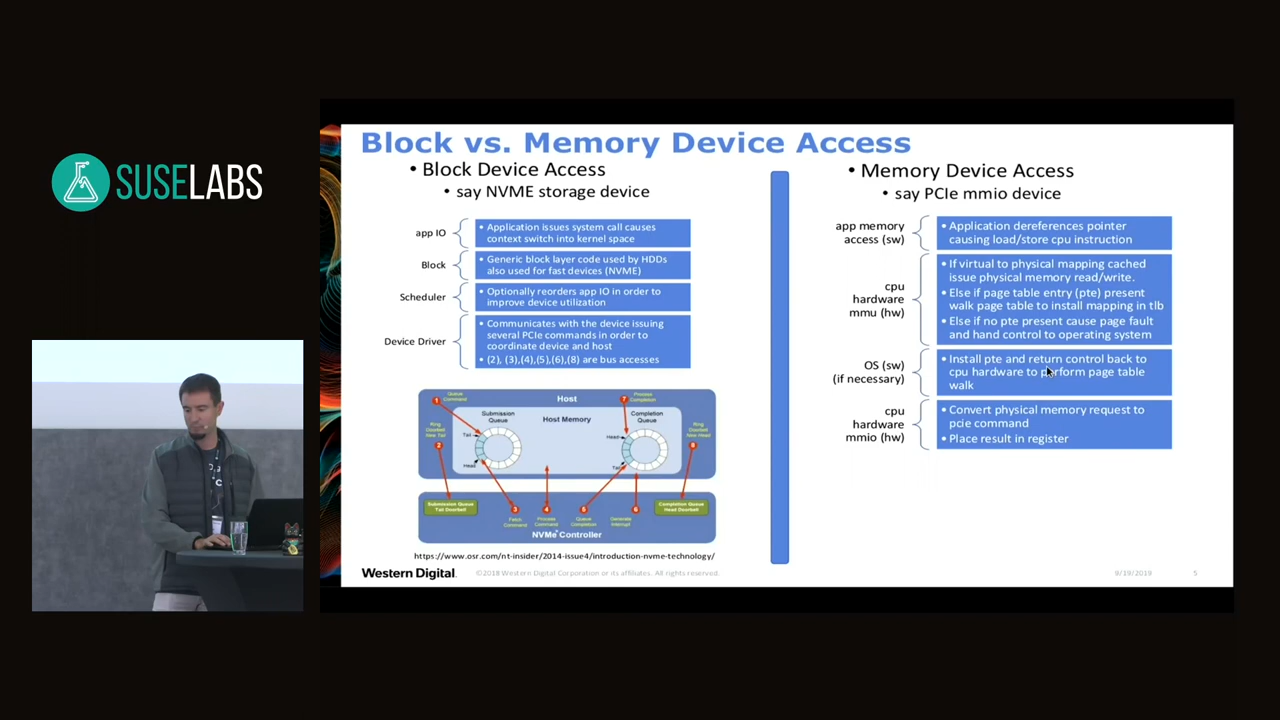 SUSELABS
Block vs. Memory Device Access
• Block Device Access
• say NVME storage device
app IO
• Application issues system call causes
context switch into kernel space
Block
• Generic block layer code used by HDDs
also used for fast devices (NVME)
Scheduler
• Optionally reorders app IO in order to
improve device utilization
Device Driver
• Communicates with the device issuing
several PCIe commands in order to
coordinate device and host
• (2), (3),(4),(5),(6),(8) are bus accesses
Host
Queue
Command
1
Process
Completion
7
Submission
Queue
Host Memory
Completion
Queue
Ring
Doorbell
New Tail
2
Tail
Head
Head
Tail
Ring
Doorbell
New Head
8
Submission Queue
Tail Doorbell
3
4
5
6
Completion Queue
Head Doorbell
Fetch
Command
Process
Command
Queue
Completion
Generate
Interrupt
NVMe Controller
https://www.osr.com/nt-insider/2014-issue4/introduction-nvme-technology/
• Memory Device Access
• say PCIe mmio device
app memory
access (sw)
• Application dereferences pointer
causing load/store cpu instruction
cpu
hardware
mmu (hw)
• If virtual to physical mapping cached
issue physical memory read/write.
• Else if page table entry (pte) present
walk page table to install mapping in tlb
• Else if no pte present cause page fault
and hand control to operating system
OS (sw)
(if necessary)
• Install pte and return control back to
cpu hardware to perform page table
walk
cpu
hardware
mmio (hw)
• Convert physical memory request to
pcie command
• Place result in register
Western Digital.
©2018 Western Digital Corporation or its affiliates. All rights reserved.
9/19/2019
5